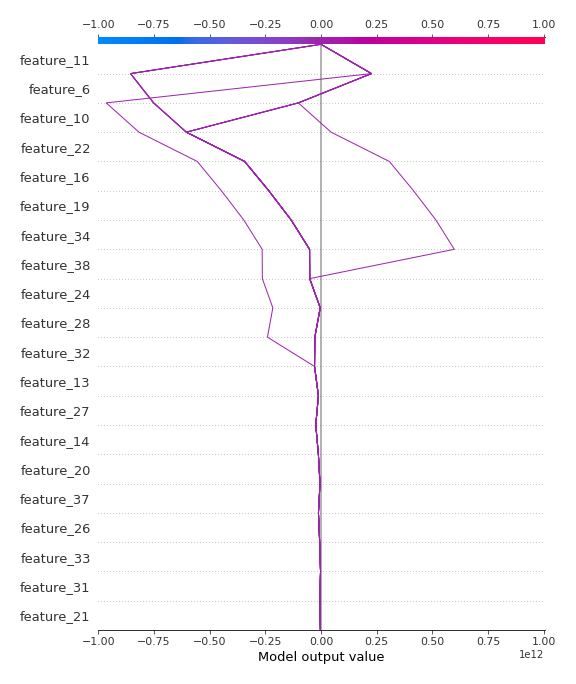 −1.00 −0.75 −0.50 −0.25 0.00 0.25 0.50 0.75 1.00
feature_11
feature_6
feature_10
feature_22
feature_16
feature_19
feature_34
feature_38
feature_24
feature_28
feature_32
feature_13
feature_27
feature_14
feature_20
feature_37
feature_26
feature_33
feature_31
feature_21
−1.00 −0.75 −0.50 −0.25 0.00 0.25 0.50 0.75 1.00
1e12
Model output value